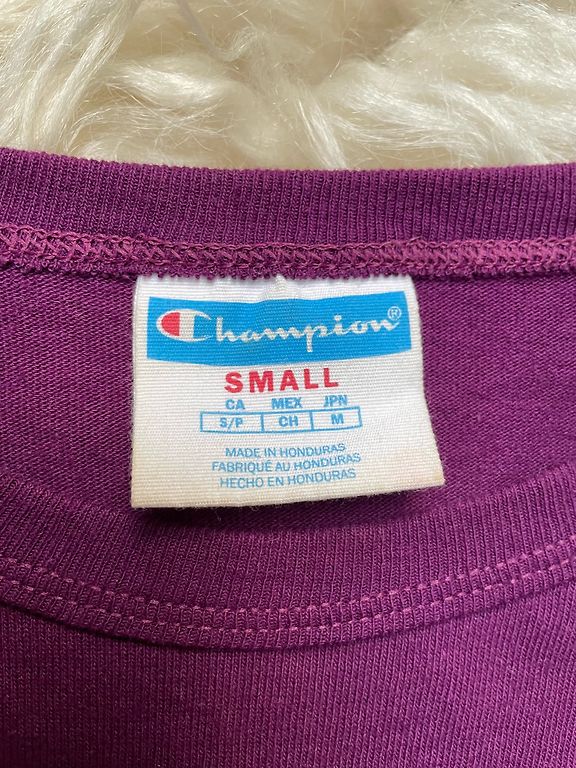 Champion®
SMALL
CA MEX JPN
S/P CH M
MADE IN HONDURAS
FABRIQUÉ AU HONDURAS
HECHO EN HONDURAS